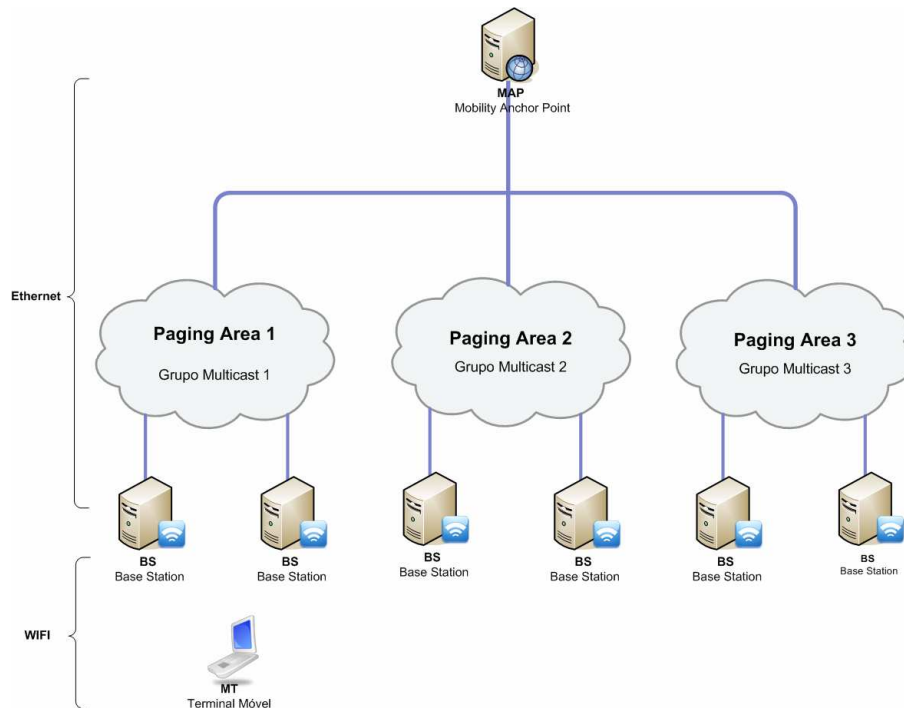 MAP
Mobility Anchor Point
Ethernet
Paging Area 1
Grupo Multicast 1
Paging Area 2
Grupo Multicast 2
Paging Area 3
Grupo Multicast 3
BS
Base Station
BS
Base Station
BS
Base Station
BS
Base Station
BS
Base Station
BS
Base Station
WIFI
MT
Terminal Móvel